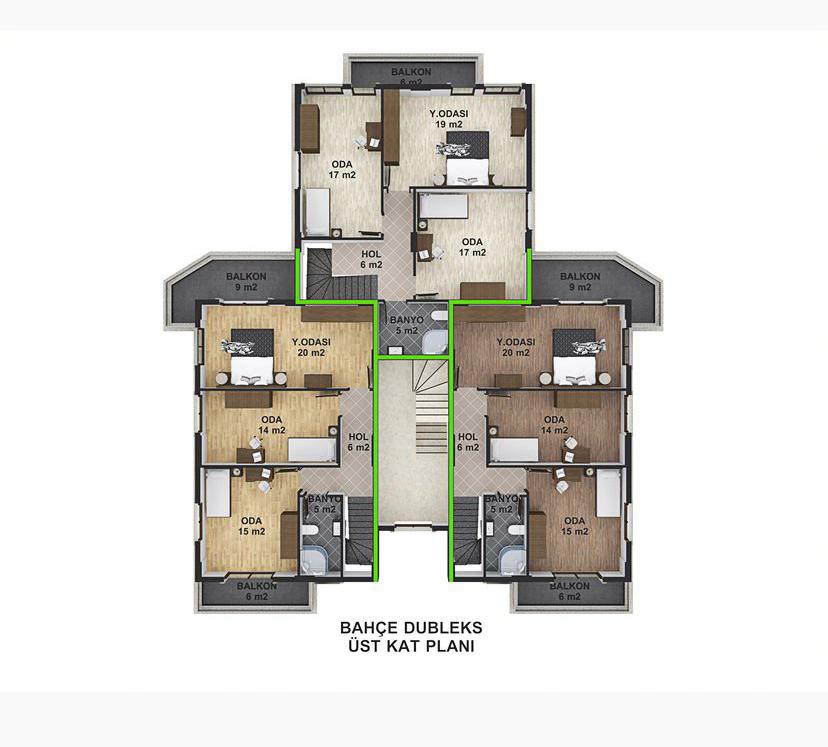 BALKON
6 m2
Y.ODASI
19 m2
ODA
17 m2
ODA
17 m2
HOL
6 m2
BALKON
9 m2
BALKON
9 m2
BANYO
5 m2
Y.ODASI
20 m2
Y.ODASI
20 m2
ODA
14 m2
ODA
14 m2
HOL
6 m2
HOL
6 m2
BANYO
5 m2
BANYO
5 m2
ODA
15 m2
ODA
15 m2
BALKON
6 m2
BALKON
6 m2
BAHÇE DUBLEKS
ÜST KAT PLANI